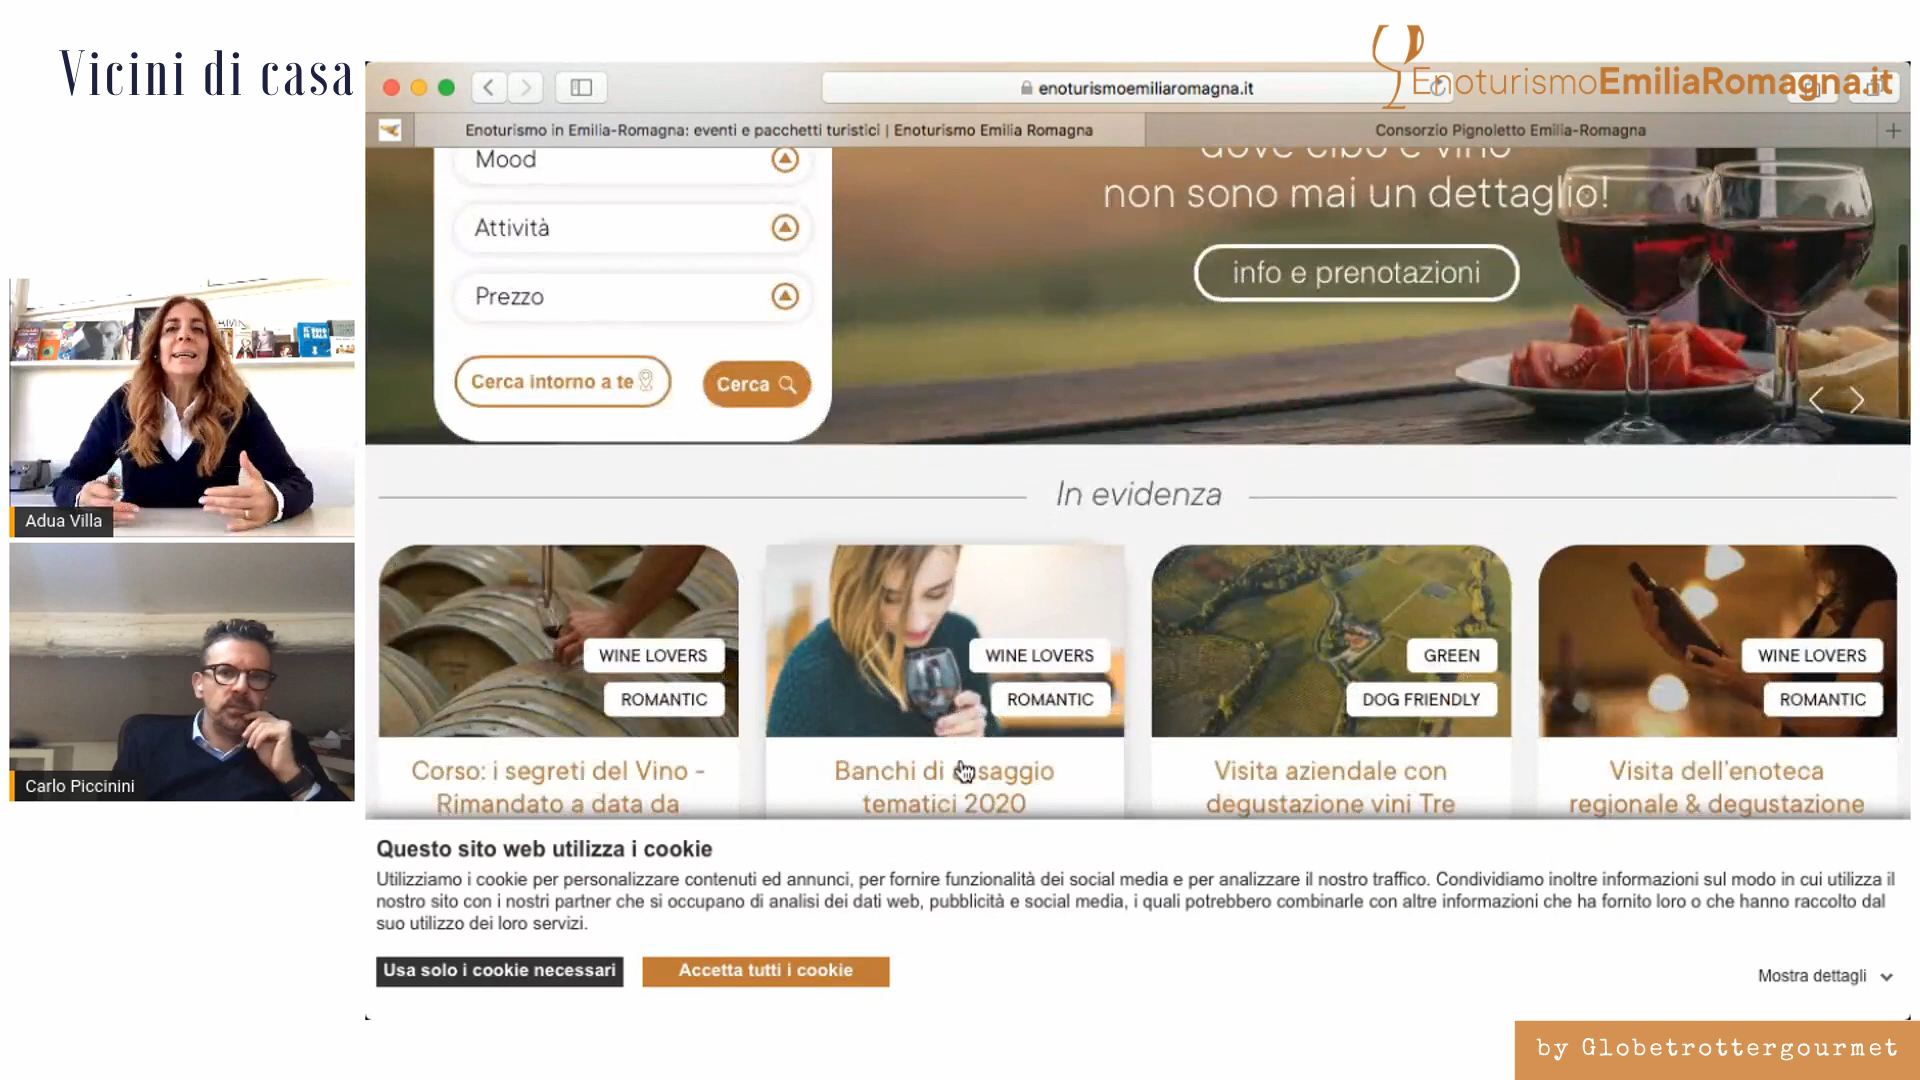 Vicini di casa
EnoturismoEmiliaRomagna.it
enoturismoemiliaromagna.it
Enoturismo in Emilia-Romagna: eventi e pacchetti turistici | Enoturismo Emilia Romagna
Consorzio Pignoletto Emilia-Romagna
Mood
Attività
Prezzo
Cerca intorno a te
Cerca
dove cibo e vino
non sono mai un dettaglio!
info e prenotazioni
Adua Villa
Carlo Piccinini
In evidenza
WINE LOVERS
ROMANTIC
WINE LOVERS
ROMANTIC
GREEN
DOG FRIENDLY
WINE LOVERS
ROMANTIC
Corso: i segreti del Vino -
Rimandato a data da
Banchi di
tematici 2020
Visita aziendale con
degustazione vini Tre
Visita dell'enoteca
regionale & degustazione
Questo sito web utilizza i cookie
Utilizziamo i cookie per personalizzare contenuti ed annunci, per fornire funzionalità dei social media e per analizzare il nostro traffico. Condividiamo inoltre informazioni sul modo in cui utilizza il
nostro sito con i nostri partner che si occupano di analisi dei dati web, pubblicità e social media, i quali potrebbero combinarle con altre informazioni che ha fornito loro o che hanno raccolto dal
suo utilizzo dei loro servizi.
Usa solo i cookie necessari
Accetta tutti i cookie
Mostra dettagli
by Globetrottergourmet